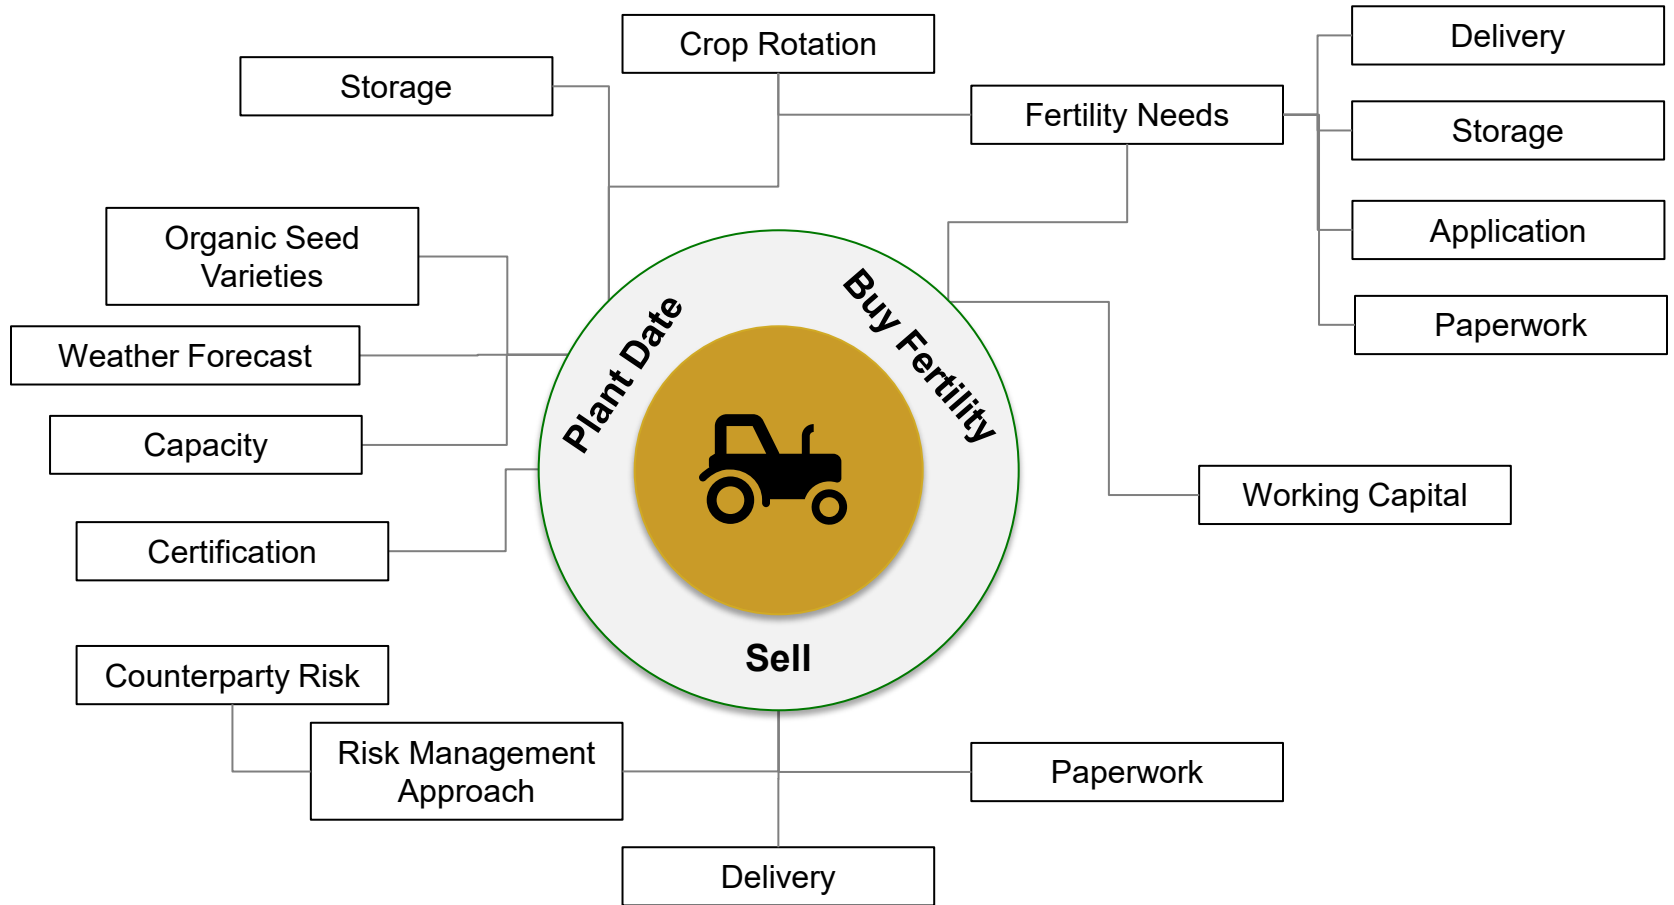 Crop Rotation
Delivery
Storage
Fertility Needs
Storage
Organic Seed
Varieties
Application
Plant Date
Buy Fertility
Weather Forecast
Paperwork
Capacity
Working Capital
Certification
Sell
Counterparty Risk
Risk Management
Approach
Paperwork
Delivery